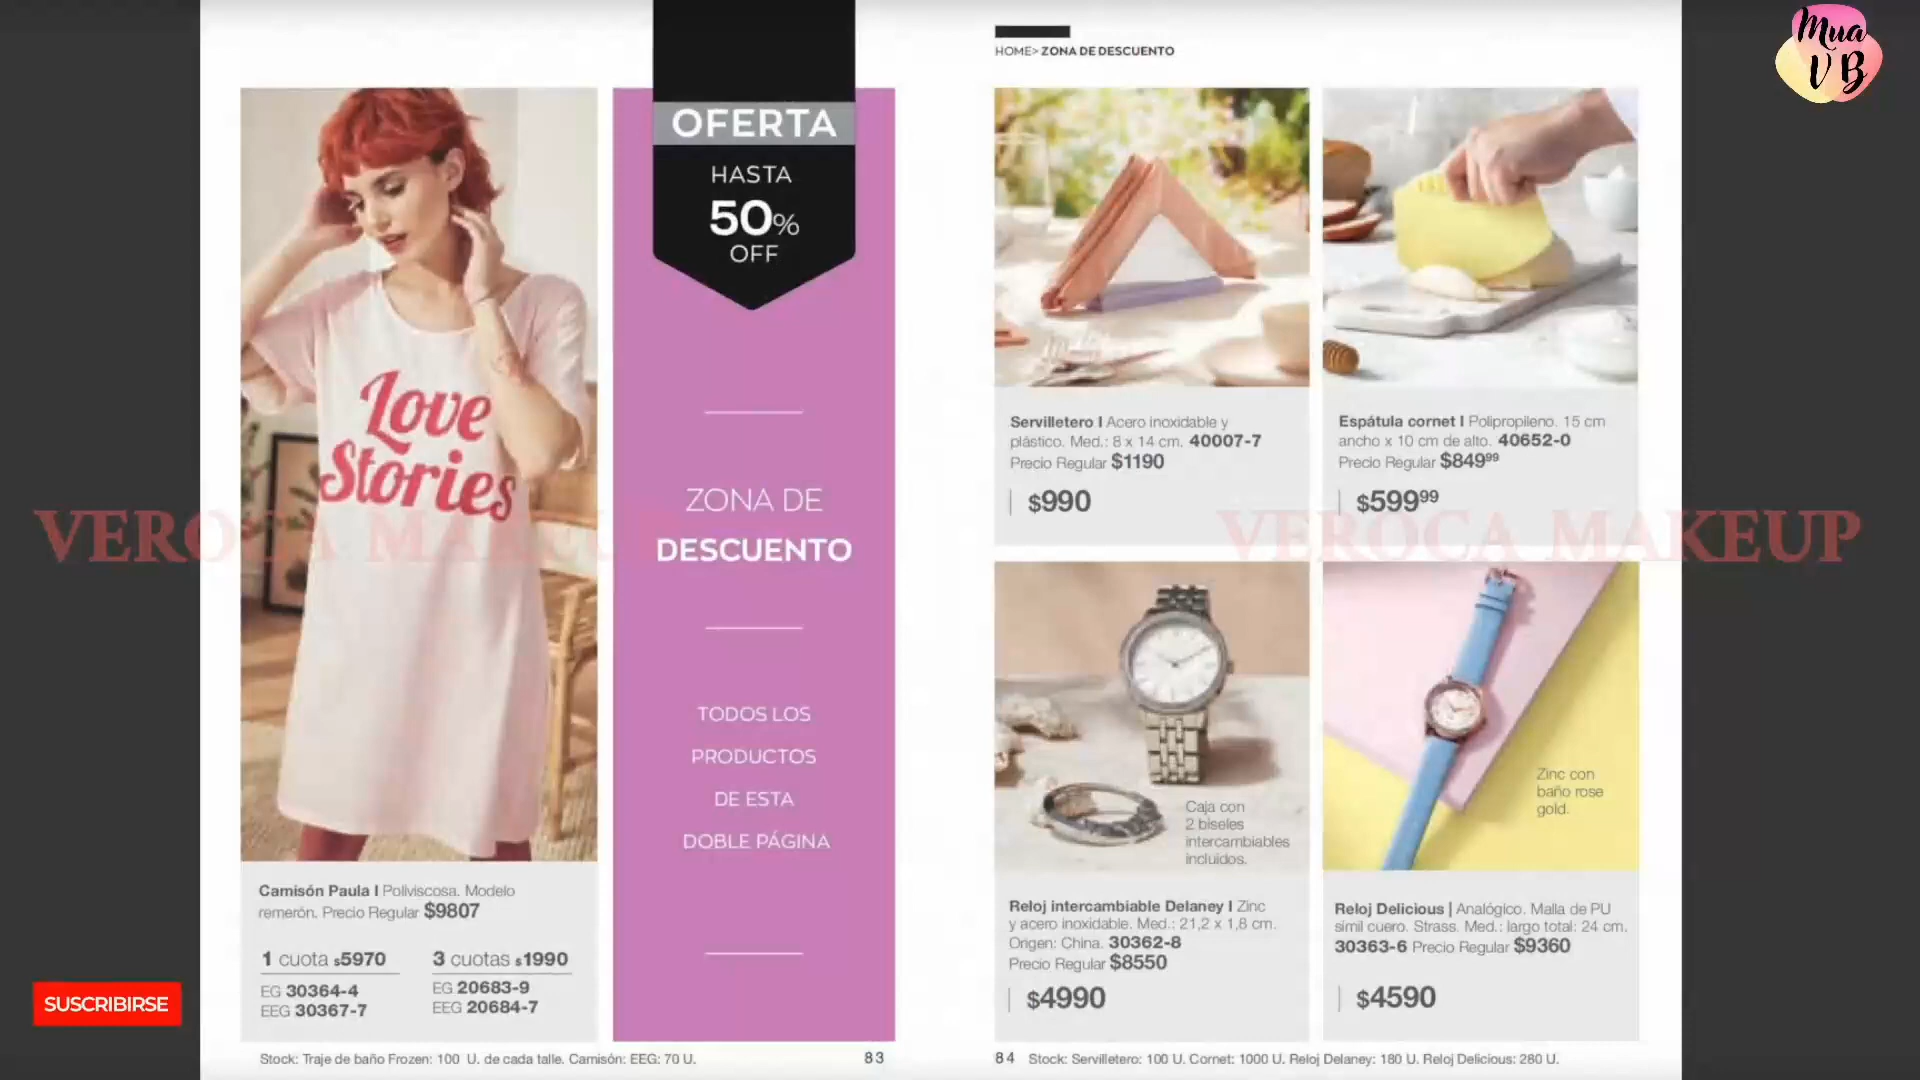 Mua
VB
HOME> ZONA DE DESCUENTO
OFERTA
HASTA
50%
OFF
ZONA DE
DESCUENTO
TODOS LOS
PRODUCTOS
DE ESTA
DOBLE PÁGINA
Love
Stories
VEROCA MAKEUP
VEROCA MAKEUP
Camisón Paula I Poliviscosa. Modelo
remerón. Precio Regular $9807
1 cuota $5970
EG 30364-4
EEG 30367-7
3 cuotas $1990
EG 20683-9
EEG 20684-7
Stock: Traje de baño Frozen: 100 U. de cada talle. Camisón: EEG: 70 U.
83
Servilletero I Acero inoxidable y
plástico. Med.: 8 x 14 cm. 40007-7
Precio Regular $1190
$990
Espátula cornet I Polipropileno. 15 cm
ancho x 10 cm de alto. 40652-0
Precio Regular $849⁹⁹
$599⁹⁹
Caja con
2 biseles
intercambiables
incluidos.
Reloj intercambiable Delaney I Zinc
y acero inoxidable. Med.: 21,2 x 1,8 cm.
Origen: China. 30362-8
Precio Regular $8550
$4990
Zinc con
baño rose
gold.
Reloj Delicious | Analógico. Malla de PU
símil cuero. Strass. Med.: largo total: 24 cm.
30363-6 Precio Regular $9360
$4590
84 Stock: Servilletero: 100 U. Cornet: 1000 U. Reloj Delaney: 180 U. Reloj Delicious: 280 U.
SUSCRIBIRSE